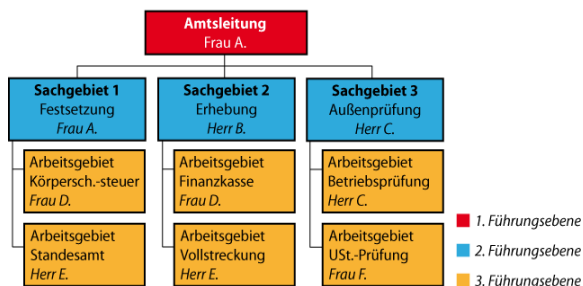 Amtsleitung
Frau A.
Sachgebiet 1
Festsetzung
Frau A.
Sachgebiet 2
Erhebung
Herr B.
Sachgebiet 3
Außenprüfung
Herr C.
Arbeitsgebiet
Körpersch.-steuer
Frau D.
Arbeitsgebiet
Finanzkasse
Frau D.
Arbeitsgebiet
Betriebsprüfung
Herr C.
Arbeitsgebiet
Standesamt
Herr E.
Arbeitsgebiet
Vollstreckung
Herr E.
Arbeitsgebiet
USt.-Prüfung
Frau F.
1. Führungsebene
2. Führungsebene
3. Führungsebene